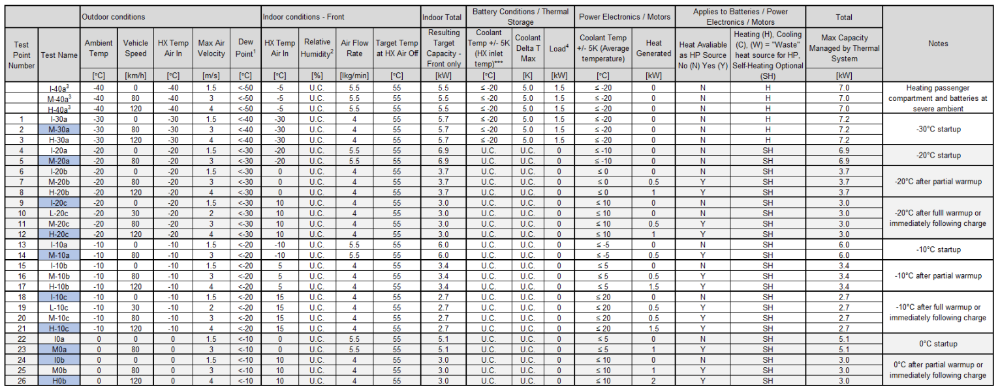 Outdoor conditions Indoor conditions - Front Indoor Total Battery Conditions / Thermal Storage Power Electronics / Motors Applies to Batteries / Power Electronics / Motors Total
Test Point Number Test Name Ambient Temp Vehicle Speed HX Temp Air In Max Air Velocity Dew Point1 HX Temp Air In Relative Humidity2 Air Flow Rate Target Temp at HX Air Off Resulting Target Capacity - Front only Coolant Temp +/- 5K (HX inlet temp)*** Coolant Delta T Max Load4 Coolant Temp +/- 5K (Average temperature) Heat Generated Heat Avaliable as HP Source No (N) Yes (Y) Heating (H), Cooling (C), (W) = "Waste" heat source for HP, Self-Heating Optional (SH) Max Capacity Managed by Thermal System Notes
[°C] [km/h] [°C] [m/s] [°C] [°C] [%] [lkg/min] [°C] [kW] [°C] [K] [kW] [°C] [kW] [kW]
I-40a3 -40 0 -40 1.5 <-50 -5 U.C. 5.5 55 5.5 ≤ -20 5.0 1.5 ≤ -20 0 N H 7.0 Heating passenger
M-40a3 -40 80 -40 3 <-50 -5 U.C. 5.5 55 5.5 ≤ -20 5.0 1.5 ≤ -20 0 N H 7.0 compartment and batteries at
H-40a3 -40 120 -40 4 <-50 -5 U.C. 5.5 55 5.5 ≤ -20 5.0 1.5 ≤ -20 0 N H 7.0 severe ambient
1 I-30a -30 0 -30 1.5 <-40 -30 U.C. 4 55 5.7 ≤ -20 5.0 1.5 ≤ -20 0 N H 7.2
2 M-30a -30 80 -30 3 <-40 -30 U.C. 4 55 5.7 ≤ -20 5.0 1.5 ≤ -20 0 N H 7.2 -30°C startup
3 H-30a -30 120 -30 4 <-40 -30 U.C. 4 55 5.7 ≤ -20 5.0 1.5 ≤ -20 0 N H 7.2
4 I-20a -20 0 -20 1.5 <-30 -20 U.C. 5.5 55 6.9 U.C. U.C. 0 ≤ -10 0 N SH 6.9 -20°C startup
5 M-20a -20 80 -20 3 <-30 -20 U.C. 5.5 55 6.9 U.C. U.C. 0 ≤ -10 0 N SH 6.9
6 I-20b -20 0 -20 1.5 <-30 0 U.C. 4 55 3.7 U.C. U.C. 0 ≤ 0 0 N SH 3.7
7 M-20b -20 80 -20 3 <-30 0 U.C. 4 55 3.7 U.C. U.C. 0 ≤ 0 0.5 Y SH 3.7 -20°C after partial warmup
8 H-20b -20 120 -20 4 <-30 0 U.C. 4 55 3.7 U.C. U.C. 0 ≤ 0 1 Y SH 3.7
9 I-20c -20 0 -20 1.5 <-30 10 U.C. 4 55 3.0 U.C. U.C. 0 ≤ 10 0 N SH 3.0
10 L-20c -20 30 -20 2 <-30 10 U.C. 4 55 3.0 U.C. U.C. 0 ≤ 10 0 N SH 3.0 -20°C after fulll warmup or
11 M-20c -20 80 -20 3 <-30 10 U.C. 4 55 3.0 U.C. U.C. 0 ≤ 10 0.5 Y SH 3.0 immediately following charge
12 H-20c -20 120 -20 4 <-30 10 U.C. 4 55 3.0 U.C. U.C. 0 ≤ 10 1 Y SH 3.0
13 I-10a -10 0 -10 1.5 <-20 -10 U.C. 5.5 55 6.0 U.C. U.C. 0 ≤ -5 0 N SH 6.0 -10°C startup
14 M-10a -10 80 -10 3 <-20 -10 U.C. 5.5 55 6.0 U.C. U.C. 0 ≤ -5 0.5 Y SH 6.0
15 I-10b -10 0 -10 1.5 <-20 5 U.C. 4 55 3.4 U.C. U.C. 0 ≤ 5 0 N SH 3.4
16 M-10b -10 80 -10 3 <-20 5 U.C. 4 55 3.4 U.C. U.C. 0 ≤ 5 0.5 Y SH 3.4 -10°C after partial warmup
17 H-10b -10 120 -10 4 <-20 5 U.C. 4 55 3.4 U.C. U.C. 0 ≤ 5 1.5 Y SH 3.4
18 I-10c -10 0 -10 1.5 <-20 15 U.C. 4 55 2.7 U.C. U.C. 0 ≤ 20 0 N SH 2.7
19 L-10c -10 30 -10 2 <-20 15 U.C. 4 55 2.7 U.C. U.C. 0 ≤ 20 0.5 Y SH 2.7 -10°C after full warmup or
20 M-10c -10 80 -10 3 <-20 15 U.C. 4 55 2.7 U.C. U.C. 0 ≤ 20 0.5 Y SH 2.7 immediately following charge
21 H-10c -10 120 -10 4 <-20 15 U.C. 4 55 2.7 U.C. U.C. 0 ≤ 20 1.5 Y SH 2.7
22 I0a 0 0 0 1.5 <-10 0 U.C. 5.5 55 5.1 U.C. U.C. 0 ≤ 5 0 N SH 5.1 0°C startup
23 M0a 0 80 0 3 <-10 0 U.C. 5.5 55 5.1 U.C. U.C. 0 ≤ 5 1 Y SH 5.1
24 I0b 0 0 0 1.5 <-10 10 U.C. 4 55 3.0 U.C. U.C. 0 ≤ 10 0 N SH 3.0
25 M0b 0 80 0 3 <-10 10 U.C. 4 55 3.0 U.C. U.C. 0 ≤ 10 1 Y SH 3.0 0°C after partial warmup or
26 H0b 0 120 0 4 <-10 10 U.C. 4 55 3.0 U.C. U.C. 0 ≤ 10 2 Y SH 3.0 immediately following charge